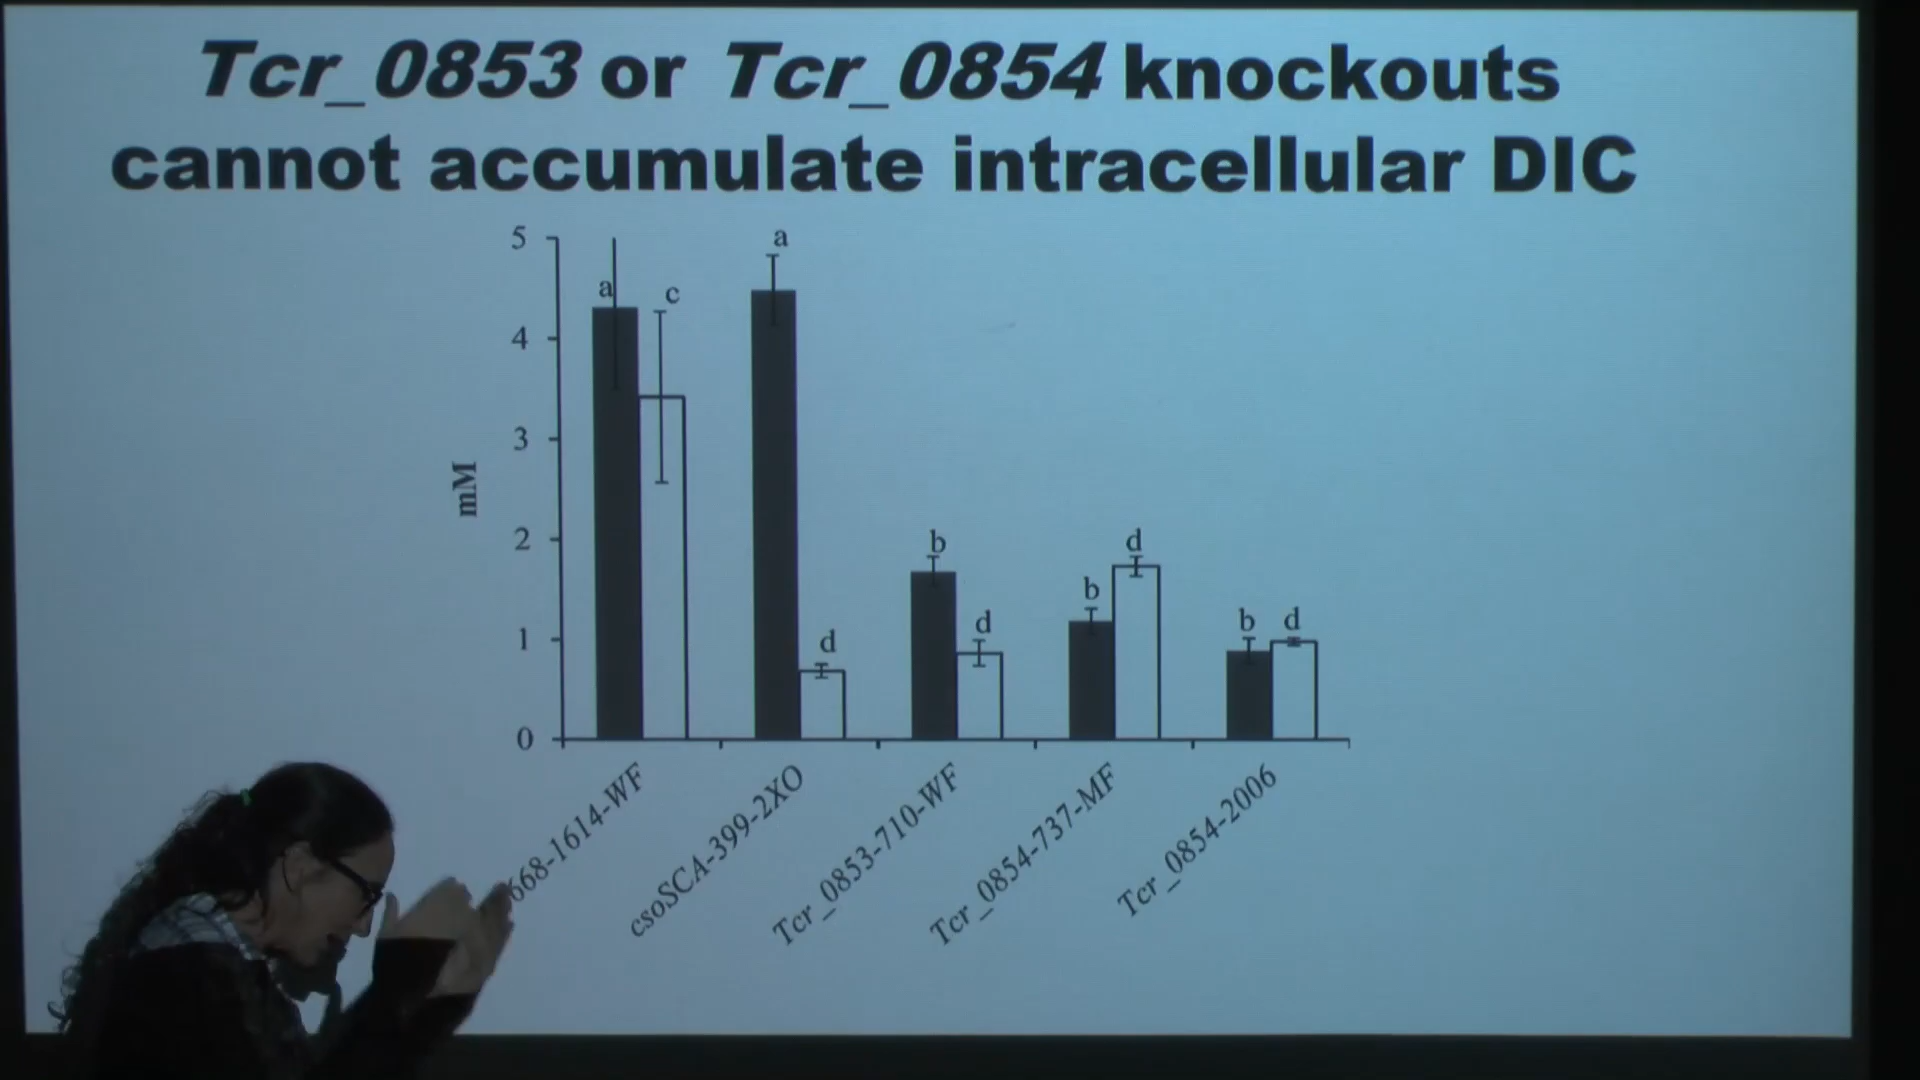 Tcr_0853 or Tcr_0854 knockouts
cannot accumulate intracellular DIC
5
4
3
2
1
0
mM
a
c
a
d
b
d
b
d
b
d
668-1614-WF
csoSCA-399-2XO
Tcr_0853-710-WF
Tcr_0854-737-MF
Tcr_0854-2006